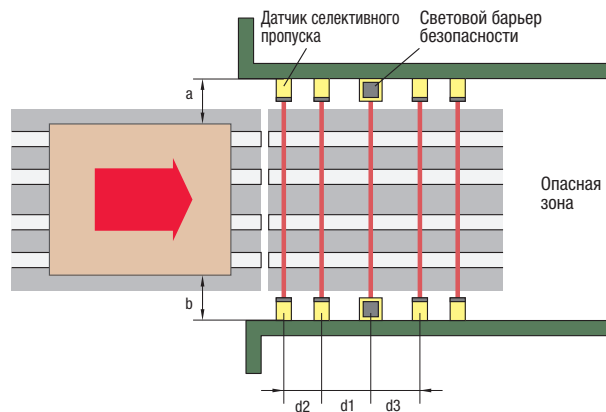 Датчик селективного
пропуска
Световой барьер
безопасности
a
Опасная
зона
b
d2
d1
d3